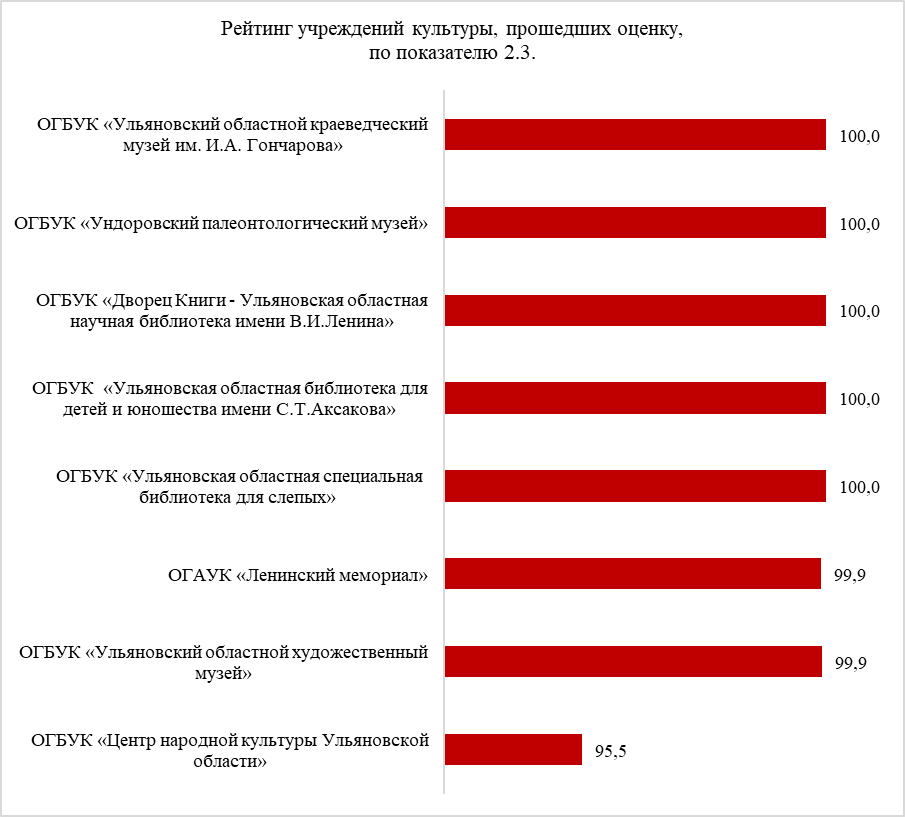 Рейтинг учреждений культуры, прошедших оценку,
по показателю 2.3.
ОГБУК «Ульяновский областной краеведческий
музей им. И.А. Гончарова»
100,0
ОГБУК «Ундоровский палеонтологический музей»
100,0
ОГБУК «Дворец Книги - Ульяновская областная
научная библиотека имени В.И.Ленина»
100,0
ОГБУК «Ульяновская областная библиотека для
детей и юношества имени С.Т.Аксакова»
100,0
ОГБУК «Ульяновская областная специальная
библиотека для слепых»
100,0
ОГАУК «Ленинский мемориал»
99,9
ОГБУК «Ульяновский областной художественный
музей»
99,9
ОГБУК «Центр народной культуры Ульяновской
области»
95,5